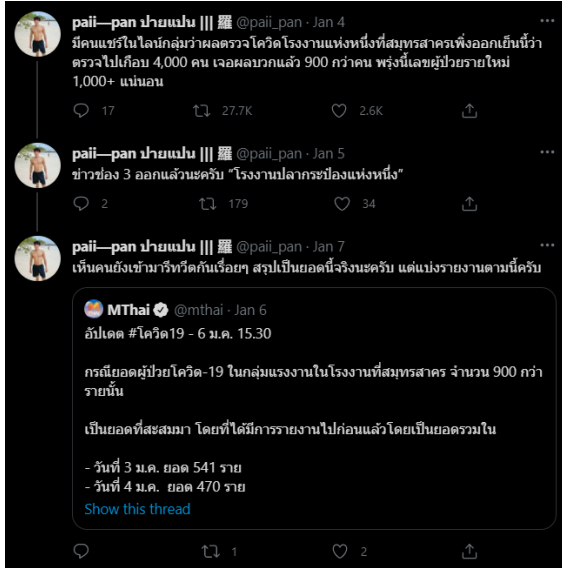 paii—pan ปายแปน ||| 羅 @paii_pan · Jan 4
มีคนแชร์ในไลน์กลุ่มว่าผลตรวจโควิดโรงงานแห่งหนึ่งที่สมุทรสาครเพิ่งออกเย็นนี้ว่า
ตรวจไปเกือบ 4,000 คน เจอผลบวกแล้ว 900 กว่าคน พรุ่งนี้เลขผู้ป่วยรายใหม่
1,000+ แน่นอน
17 27.7K 2.6K
paii—pan ปายแปน ||| 羅 @paii_pan · Jan 5
ข่าวช่อง 3 ออกแล้วนะครับ "โรงงานปลากระป๋องแห่งหนึ่ง"
2 179 34
paii—pan ปายแปน ||| 羅 @paii_pan · Jan 7
เห็นคนยังเข้ามารีทวีตกันเรื่อยๆ สรุปเป็นยอดนี้จริงนะครับ แต่แบ่งรายงานตามนี้ครับ
MThai @mthai · Jan 6
อัปเดต #โควิด19 - 6 ม.ค. 15.30
กรณียอดผู้ป่วยโควิด-19 ในกลุ่มแรงงานในโรงงานที่สมุทรสาคร จำนวน 900 กว่า
รายนั้น
เป็นยอดที่สะสมมา โดยที่ได้มีการรายงานไปก่อนแล้วโดยเป็นยอดรวมใน
- วันที่ 3 ม.ค. ยอด 541 ราย
- วันที่ 4 ม.ค. ยอด 470 ราย
Show this thread
1 2